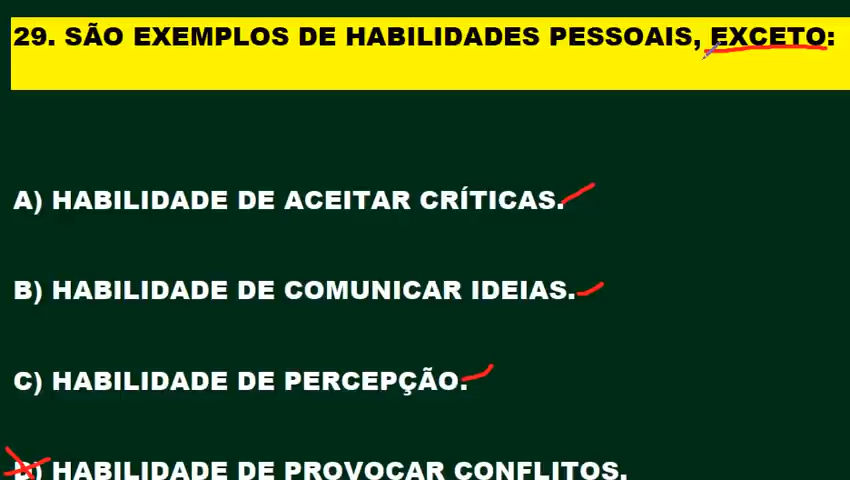 29. SÃO EXEMPLOS DE HABILIDADES PESSOAIS, EXCETO:
A) HABILIDADE DE ACEITAR CRÍTICAS.
B) HABILIDADE DE COMUNICAR IDEIAS.
C) HABILIDADE DE PERCEPÇÃO.
D) HABILIDADE DE PROVOCAR CONFLITOS.